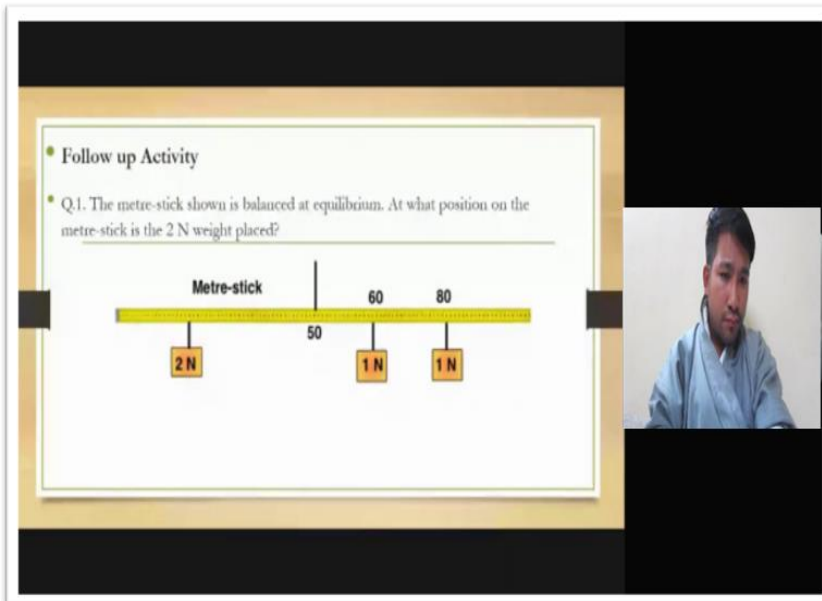 Follow up Activity
Q.1. The metre-stick shown is balanced at equilibrium. At what position on the
metre-stick is the 2 N weight placed?
Metre-stick
60
80
50
2 N
1 N
1 N